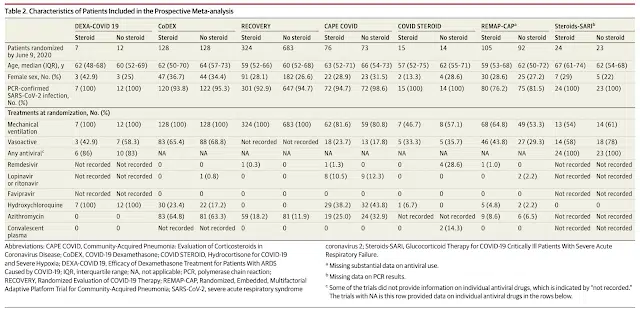 Table 2. Characteristics of Patients Included in the Prospective Meta-analysis
DEXA-COVID 19 CoDEX RECOVERY CAPE COVID COVID STEROID REMAP-CAPᵃ Steroids-SARIᵇ
Steroid No steroid Steroid No steroid Steroid No steroid Steroid No steroid Steroid No steroid Steroid No steroid Steroid No steroid
Patients randomized by June 9, 2020 7 12 128 128 324 683 76 73 15 14 105 92 24 23
Age, median (IQR), y 62 (48-68) 60 (52-69) 62 (50-70) 64 (57-73) 59 (52-66) 60 (52-68) 63 (52-71) 66 (54-73) 57 (52-75) 62 (55-71) 59 (53-68) 62 (50-72) 67 (61-74) 62 (54-68)
Female sex, No. (%) 3 (42.9) 3 (25) 47 (36.7) 44 (34.4) 91 (28.1) 182 (26.6) 22 (28.9) 23 (31.5) 2 (13.3) 4 (28.6) 30 (28.6) 25 (27.2) 7 (29) 5 (22)
PCR-confirmed SARS-CoV-2 infection, No. (%) 7 (100) 12 (100) 120 (93.8) 122 (95.3) 301 (92.9) 647 (94.7) 72 (94.7) 72 (98.6) 15 (100) 14 (100) 80 (76.2) 75 (81.5) 24 (100) 23 (100)
Treatments at randomization, No. (%)
Mechanical ventilation 7 (100) 12 (100) 128 (100) 128 (100) 324 (100) 683 (100) 62 (81.6) 59 (80.8) 7 (46.7) 8 (57.1) 68 (64.8) 49 (53.3) 13 (54) 14 (61)
Vasoactive 3 (42.9) 7 (58.3) 83 (65.4) 88 (68.8) Not recorded Not recorded 18 (23.7) 13 (17.8) 5 (33.3) 5 (35.7) 46 (43.8) 27 (29.3) 14 (58) 18 (78)
Any antiviralᶜ 6 (86) 10 (83) NA NA NA NA NA NA NA NA NA NA 24 (100) 23 (100)
Remdesivir Not recorded Not recorded 0 0 1 (0.3) 0 1 (1.3) 0 0 4 (28.6) 1 (1.0) 0 Not recorded Not recorded
Lopinavir or ritonavir Not recorded Not recorded 0 1 (0.8) 0 0 8 (10.5) 9 (12.3) 0 0 0 2 (2.2) Not recorded Not recorded
Favipravir Not recorded Not recorded 0 0 0 0 0 0 0 0 0 0 Not recorded Not recorded
Hydroxychloroquine 7 (100) 12 (100) 30 (23.4) 22 (17.2) 0 0 29 (38.2) 32 (43.8) 1 (6.7) 0 5 (4.8) 2 (2.2) Not recorded Not recorded
Azithromycin 0 0 83 (64.8) 81 (63.3) 59 (18.2) 81 (11.9) 19 (25.0) 24 (32.9) Not recorded Not recorded 9 (8.6) 6 (6.5) Not recorded Not recorded
Convalescent plasma 0 0 Not recorded Not recorded 0 0 0 0 0 2 (14.3) 0 0 Not recorded Not recorded
Abbreviations: CAPE COVID, Community-Acquired Pneumonia: Evaluation of Corticosteroids in
Coronavirus Disease; CoDEX, COVID-19 Dexamethasone; COVID STEROID, Hydrocortisone for COVID-19
and Severe Hypoxia; DEXA-COVID 19, Efficacy of Dexamethasone Treatment for Patients With ARDS
Caused by COVID-19; IQR, interquartile range; NA, not applicable; PCR, polymerase chain reaction;
RECOVERY, Randomized Evaluation of COVID-19 Therapy; REMAP-CAP, Randomized, Embedded, Multifactorial
Adaptive Platform Trial for Community-Acquired Pneumonia; SARS-CoV-2, severe acute respiratory syndrome
coronavirus 2; Steroids-SARI, Glucocorticoid Therapy for COVID-19 Critically Ill Patients With Severe Acute
Respiratory Failure.
ᵃ Missing substantial data on antiviral use.
ᵇ Missing data on PCR results.
ᶜ Some of the trials did not provide information on individual antiviral drugs, which is indicated by "not recorded."
The trials with NA is this row provided data on individual antiviral drugs in the rows below.